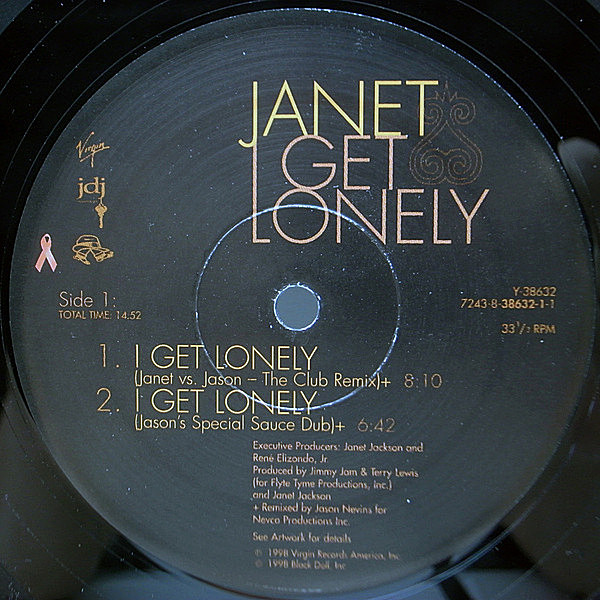 JANET
I GET
LONELY
Virgin
jdj
Side 1:
TOTAL TIME: 14:52
Y-38632
7243-8-38632-1-1
33 1/3 RPM
1. I GET LONELY
(Janet vs. Jason – The Club Remix)+ 8:10
2. I GET LONELY
(Jason's Special Sauce Dub)+ 6:42
Executive Producers: Janet Jackson and
René Elizondo, Jr.
Produced by Jimmy Jam & Terry Lewis
(for Flyte Tyme Productions, Inc.)
and Janet Jackson
+ Remixed by Jason Nevins for
Nevco Productions Inc.
See Artwork for details
℗ 1998 Virgin Records America, Inc.
© 1998 Black Doll, Inc